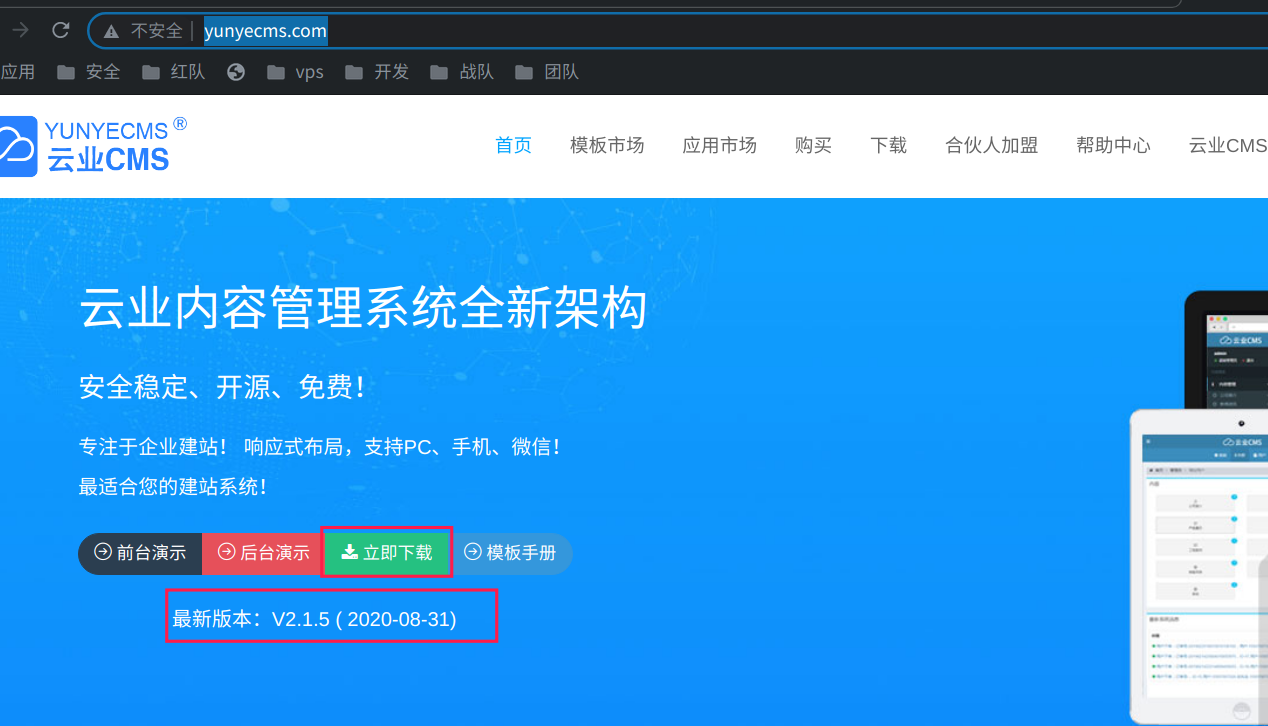 不安全 | yunyecms.com
应用 安全 红队 vps 开发 战队 团队
YUNYECMS ®
云业CMS
首页 模板市场 应用市场 购买 下载 合伙人加盟 帮助中心 云业CMS
云业内容管理系统全新架构
安全稳定、开源、免费！
专注于企业建站！ 响应式布局，支持PC、手机、微信！
最适合您的建站系统！
前台演示 后台演示 立即下载 模板手册
最新版本：V2.1.5 ( 2020-08-31)
云业CMS
云业CMS